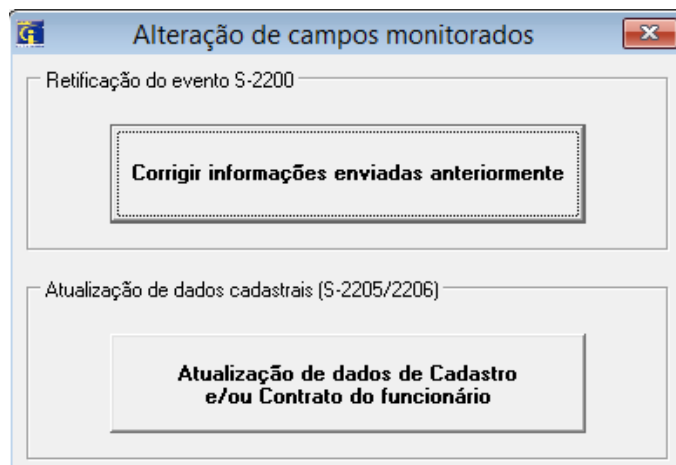 Alteração de campos monitorados
Retificação do evento S-2200
Corrigir informações enviadas anteriormente
Atualização de dados cadastrais (S-2205/2206)
Atualização de dados de Cadastro
e/ou Contrato do funcionário